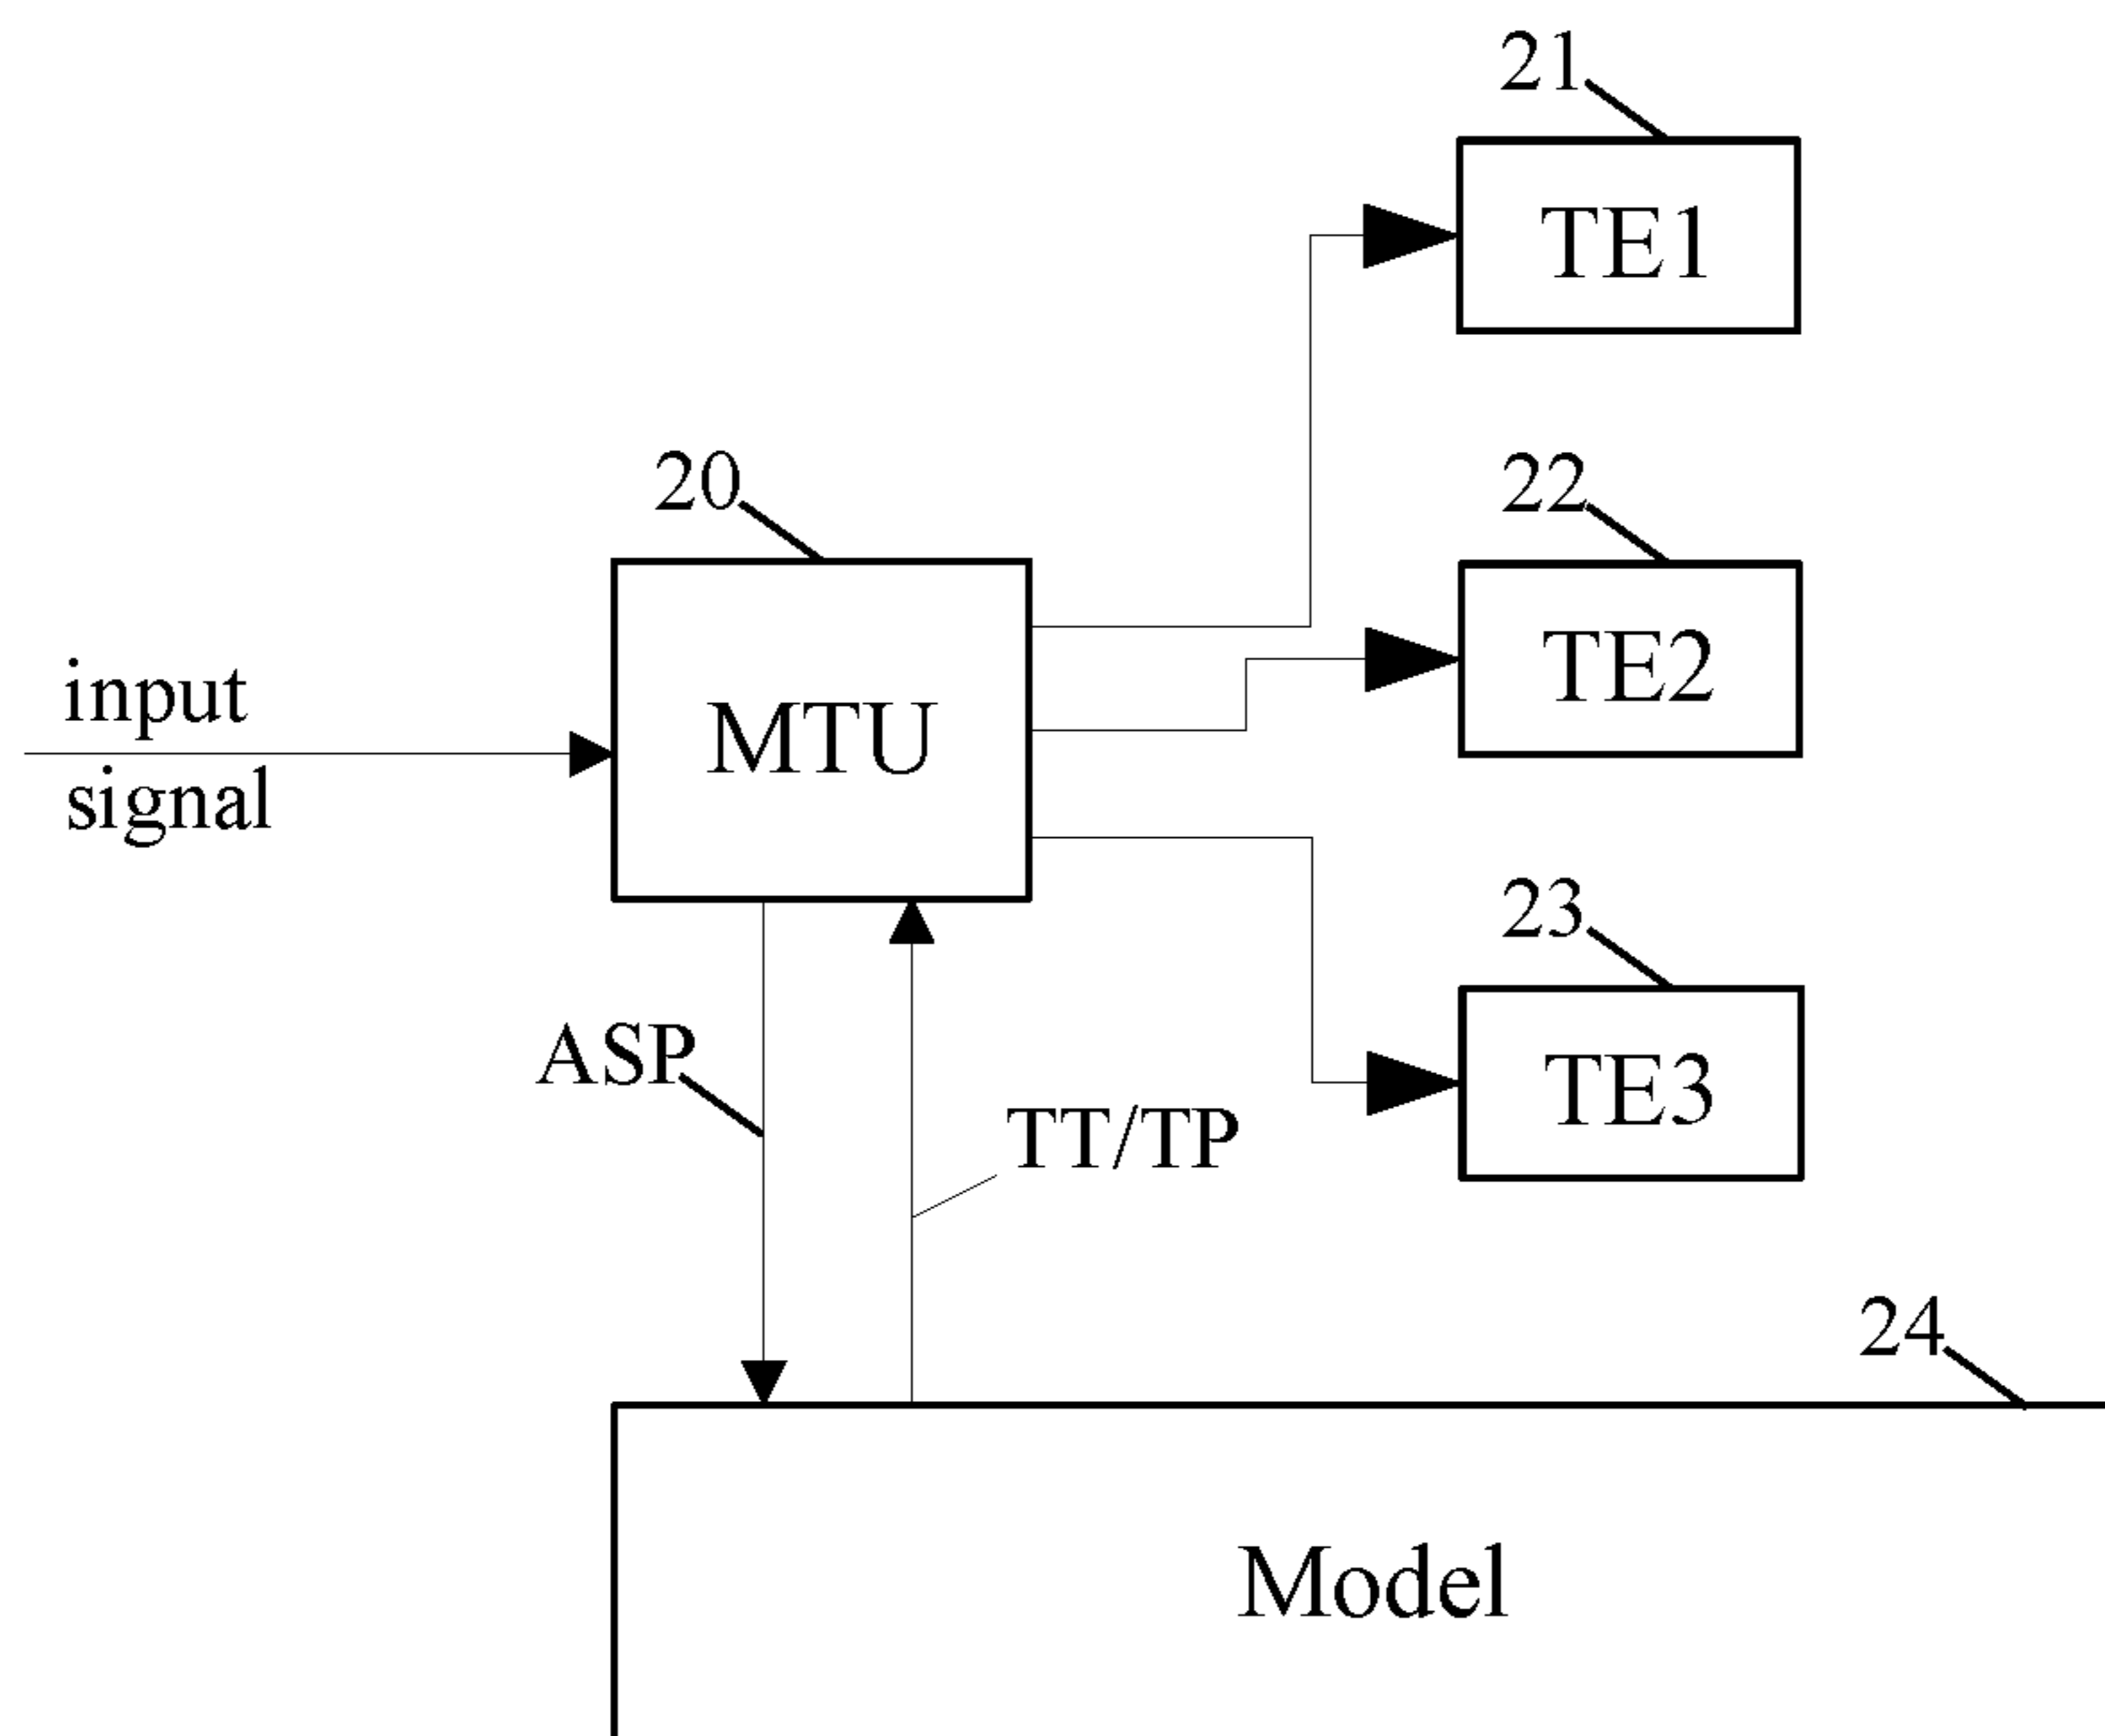 21
TE1
20
22
input
signal
MTU
TE2
23
ASP
TT/TP
TE3
24
Model